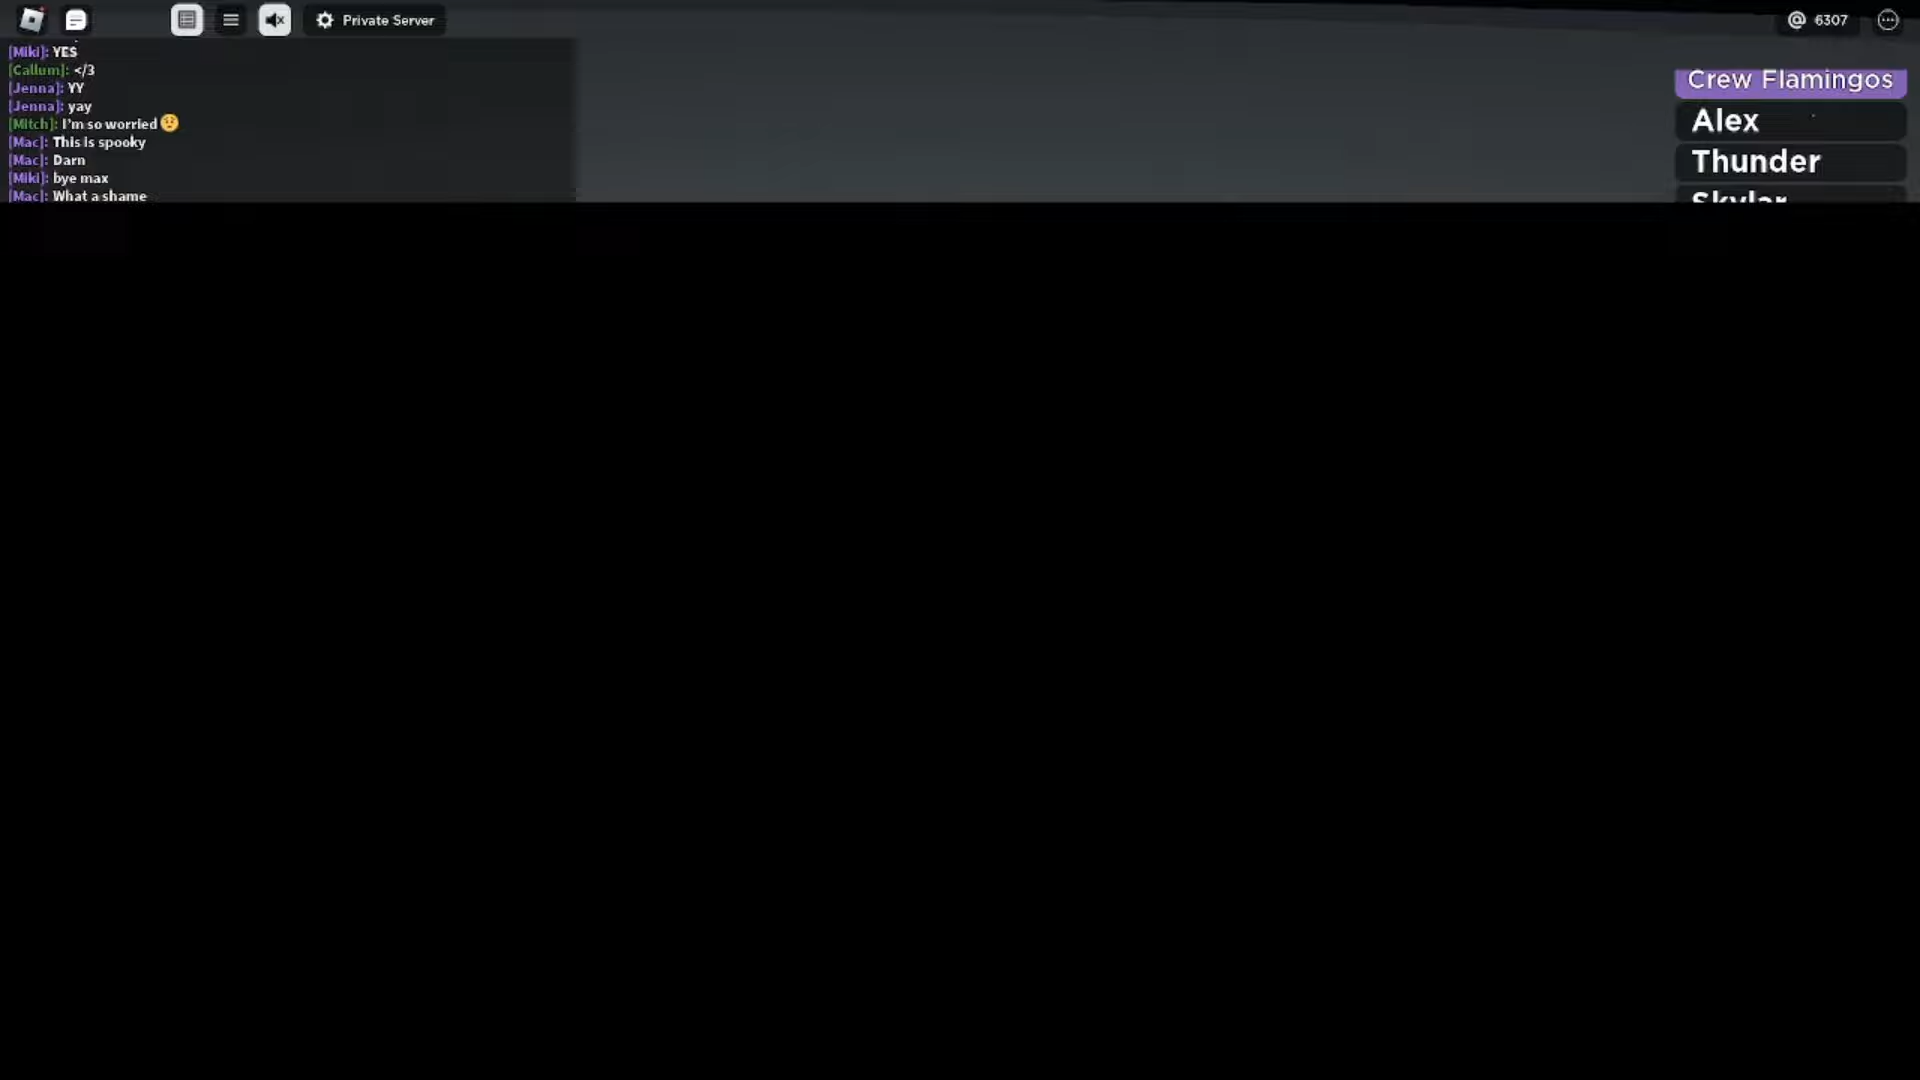 Private Server
6307
[Miki]: YES
[Callum]: </3
[Jenna]: YY
[Jenna]: yay
[Mitch]: I'm so worried 😟
[Mac]: This is spooky
[Mac]: Darn
[Miki]: bye max
[Mac]: What a shame
Crew Flamingos
Alex
Thunder
Skylar